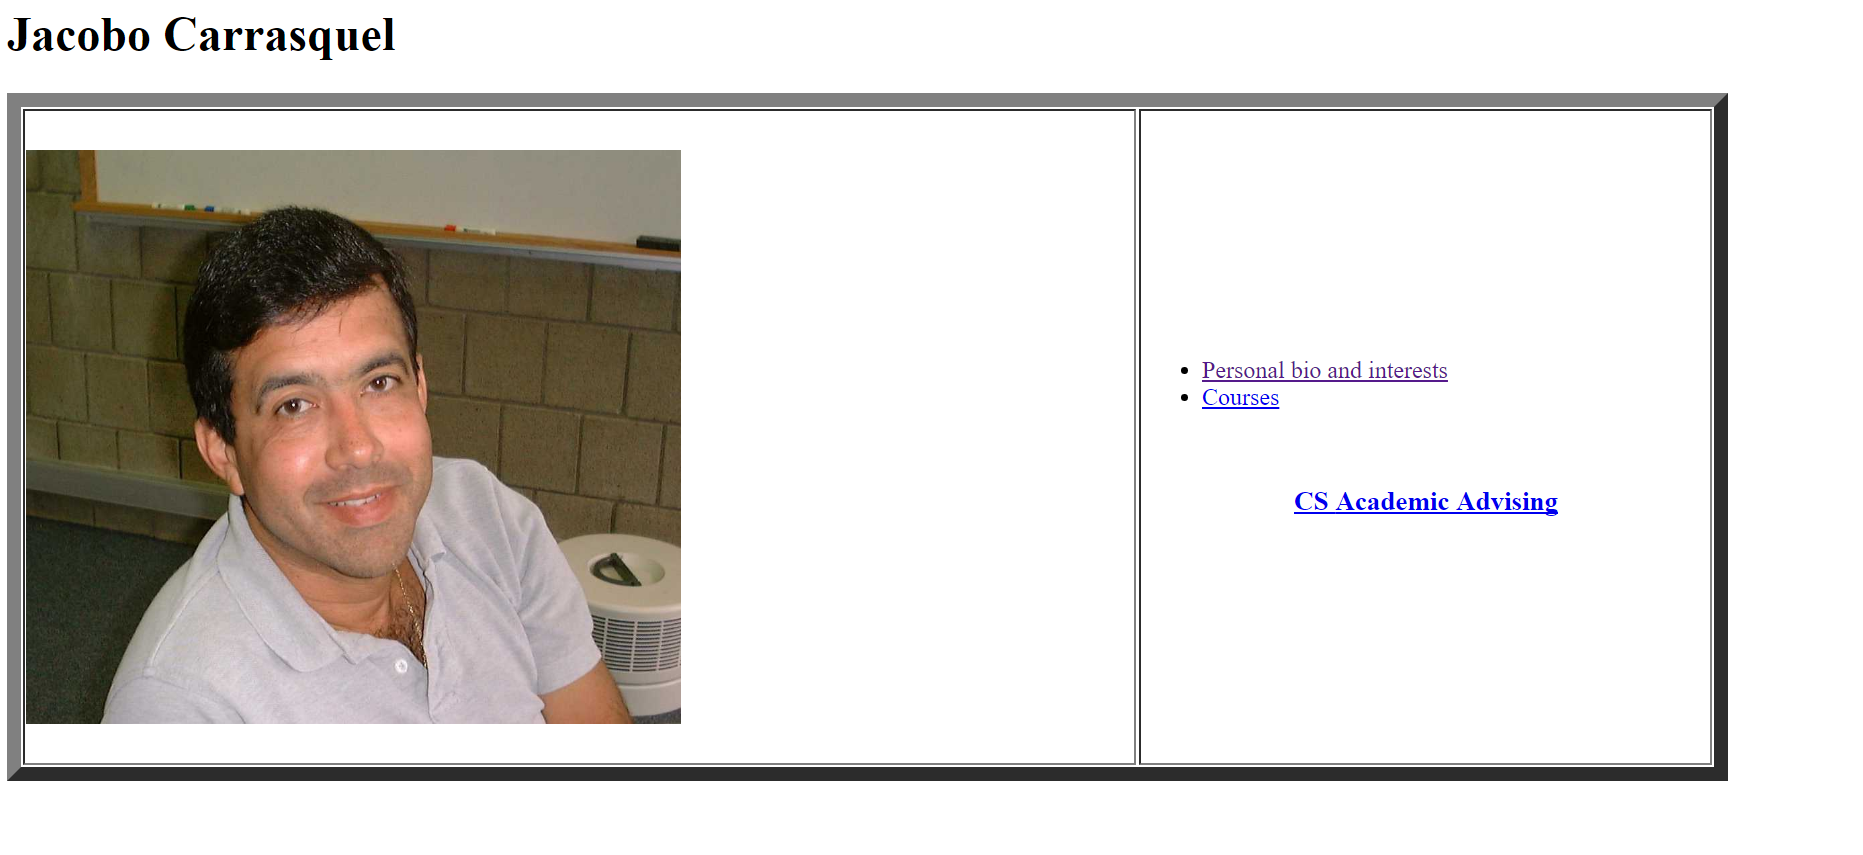 Jacobo Carrasquel
Personal bio and interests
Courses
CS Academic Advising